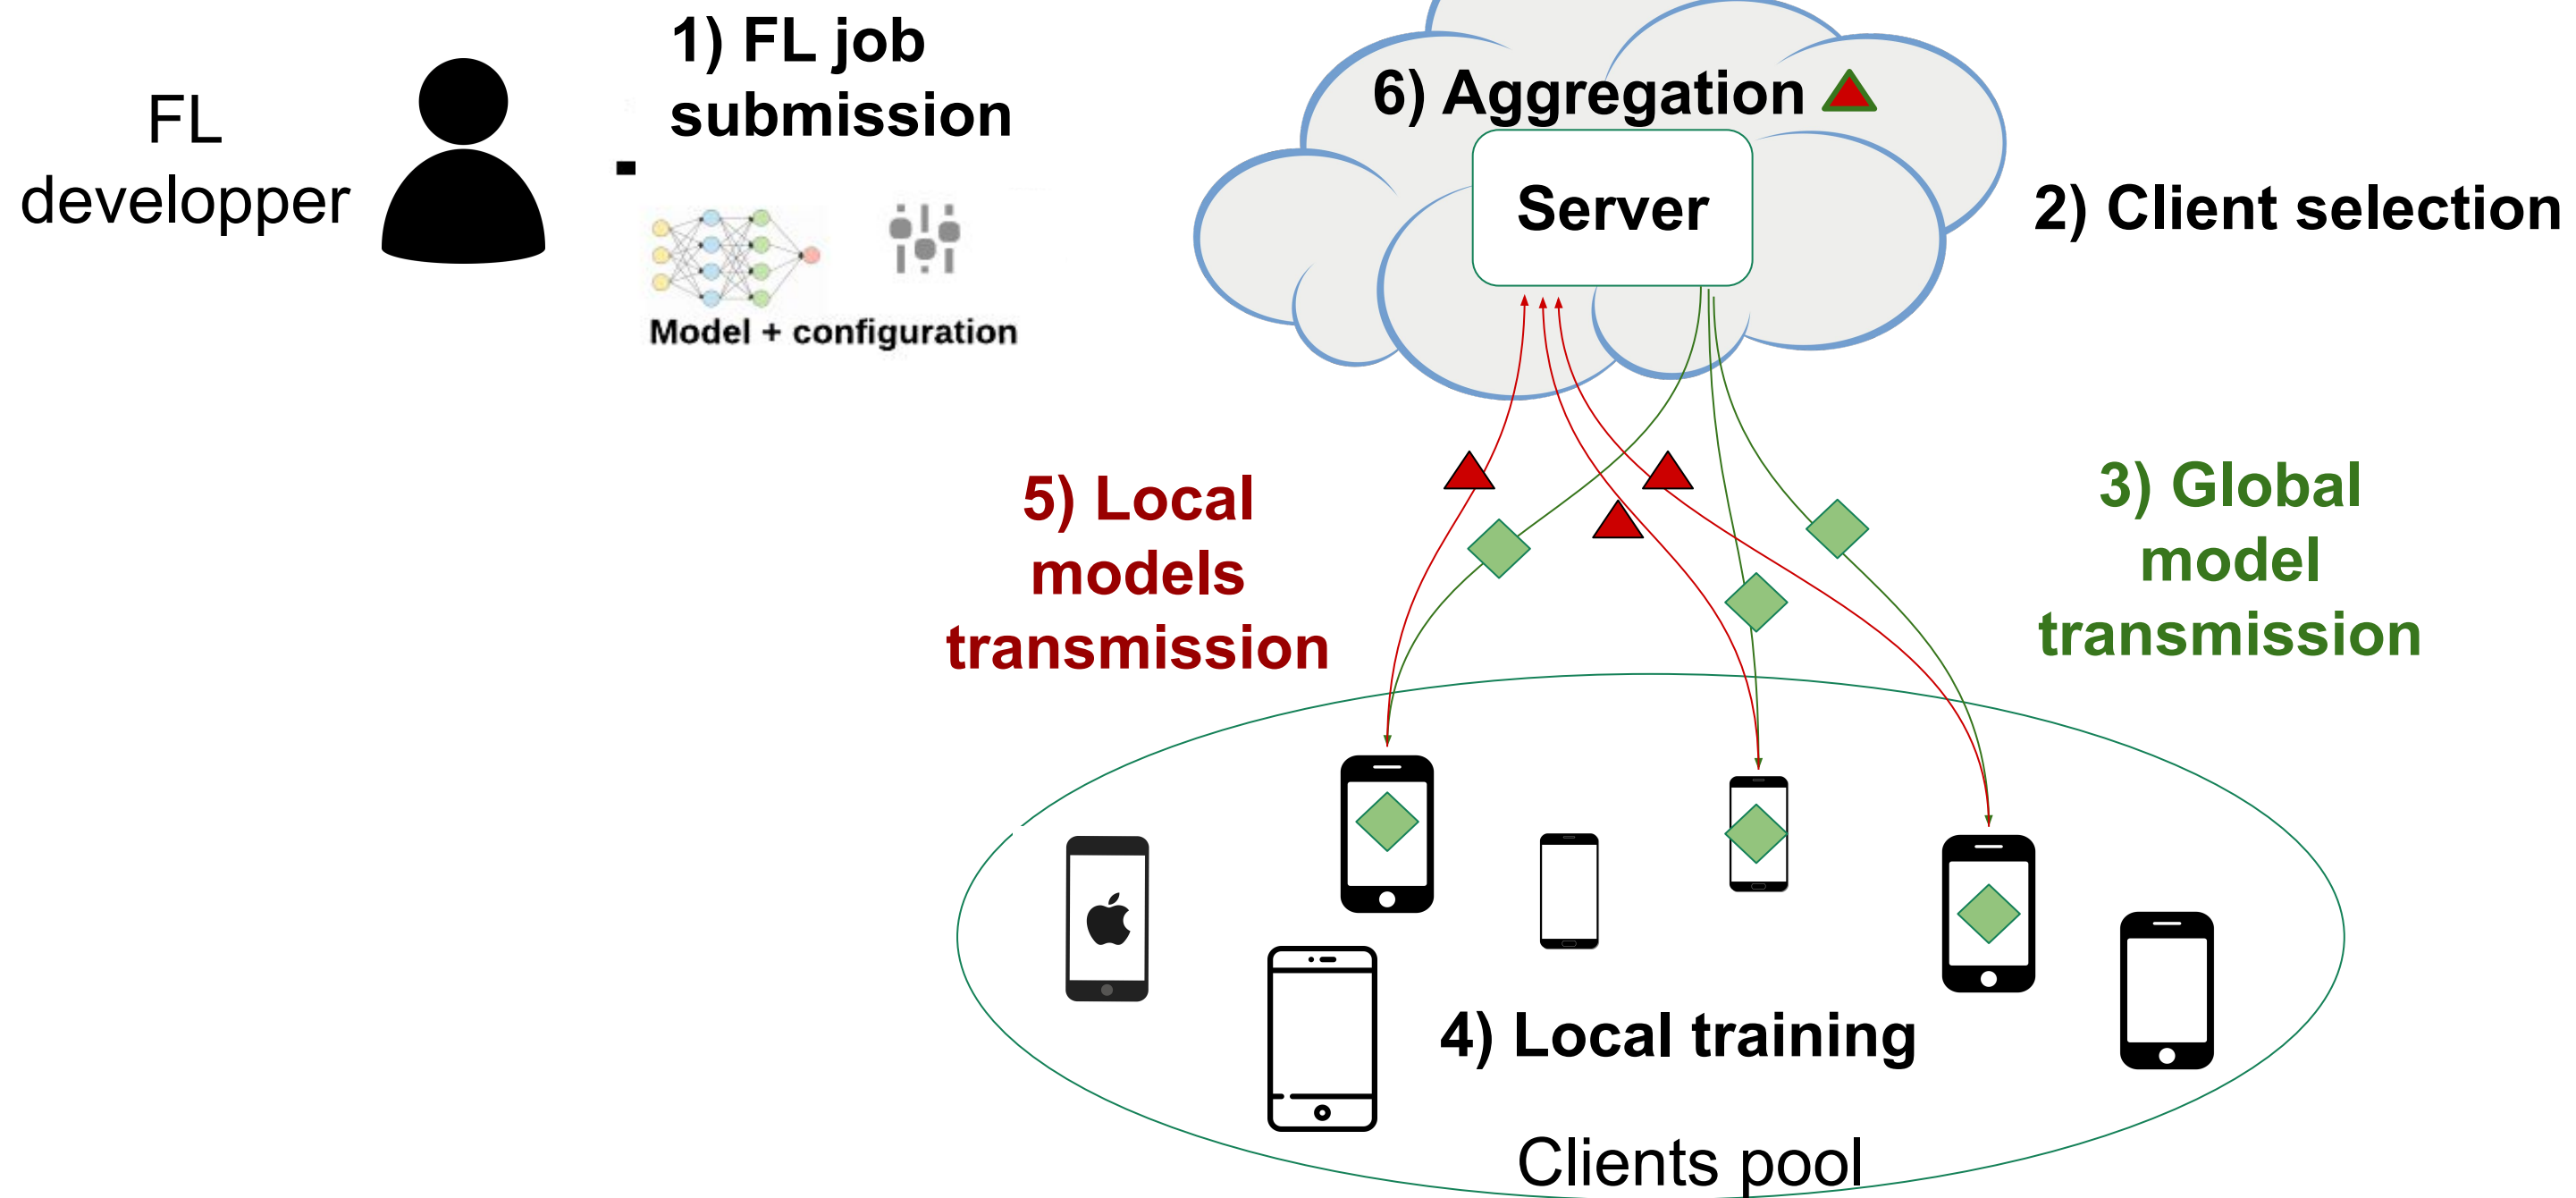 FL
developper
1) FL job
submission
Model + configuration
6) Aggregation
Server
2) Client selection
5) Local
models
transmission
3) Global
model
transmission
4) Local training
Clients pool